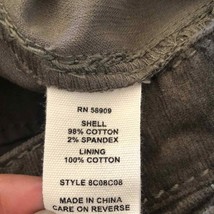 RN 58909
SHELL
98% COTTON
2% SPANDEX
LINING
100% COTTON
STYLE 8C08C08
MADE IN CHINA
CARE ON REVERSE